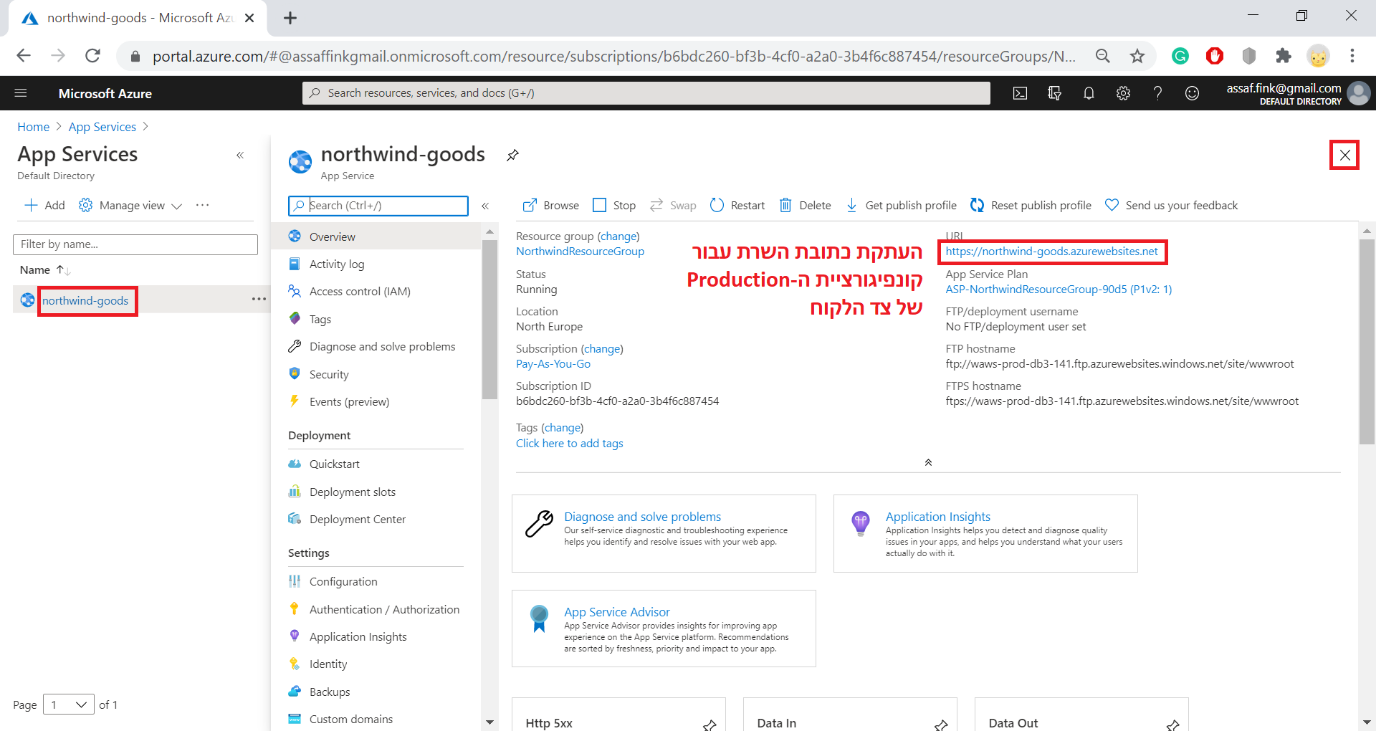 northwind-goods - Microsoft Azu
portal.azure.com/#@assaffinkgmail.onmicrosoft.com/resource/subscriptions/b6bdc260-bf3b-4cf0-a2a0-3b4f6c887454/resourceGroups/N...
Microsoft Azure
Search resources, services, and docs (G+/)
assaf.fink@gmail.com
DEFAULT DIRECTORY
Home > App Services >
App Services
Default Directory
Add
Manage view
Filter by name...
Name
northwind-goods
Page 1 of 1
northwind-goods
App Service
Search (Ctrl+/)
Overview
Activity log
Access control (IAM)
Tags
Diagnose and solve problems
Security
Events (preview)
Deployment
Quickstart
Deployment slots
Deployment Center
Settings
Configuration
Authentication / Authorization
Application Insights
Identity
Backups
Custom domains
Browse
Stop
Swap
Restart
Delete
Get publish profile
Reset publish profile
Send us your feedback
Resource group (change)
NorthwindResourceGroup
Status
Running
Location
North Europe
Subscription (change)
Pay-As-You-Go
Subscription ID
b6bdc260-bf3b-4cf0-a2a0-3b4f6c887454
Tags (change)
Click here to add tags
העתקת כתובת השרת עבור
קונפיגורציית ה-Production
של צד הלקוח
URL
https://northwind-goods.azurewebsites.net
App Service Plan
ASP-NorthwindResourceGroup-90d5 (P1v2: 1)
FTP/deployment username
No FTP/deployment user set
FTP hostname
ftp://waws-prod-db3-141.ftp.azurewebsites.windows.net/site/wwwroot
FTPS hostname
ftps://waws-prod-db3-141.ftp.azurewebsites.windows.net/site/wwwroot
Diagnose and solve problems
Our self-service diagnostic and troubleshooting experience
helps you identify and resolve issues with your web app.
Application Insights
Application Insights helps you detect and diagnose quality
issues in your apps, and helps you understand what your users
actually do with it.
App Service Advisor
App Service Advisor provides insights for improving app
experience on the App Service platform. Recommendations
are sorted by freshness, priority and impact to your app.
Http 5xx
Data In
Data Out